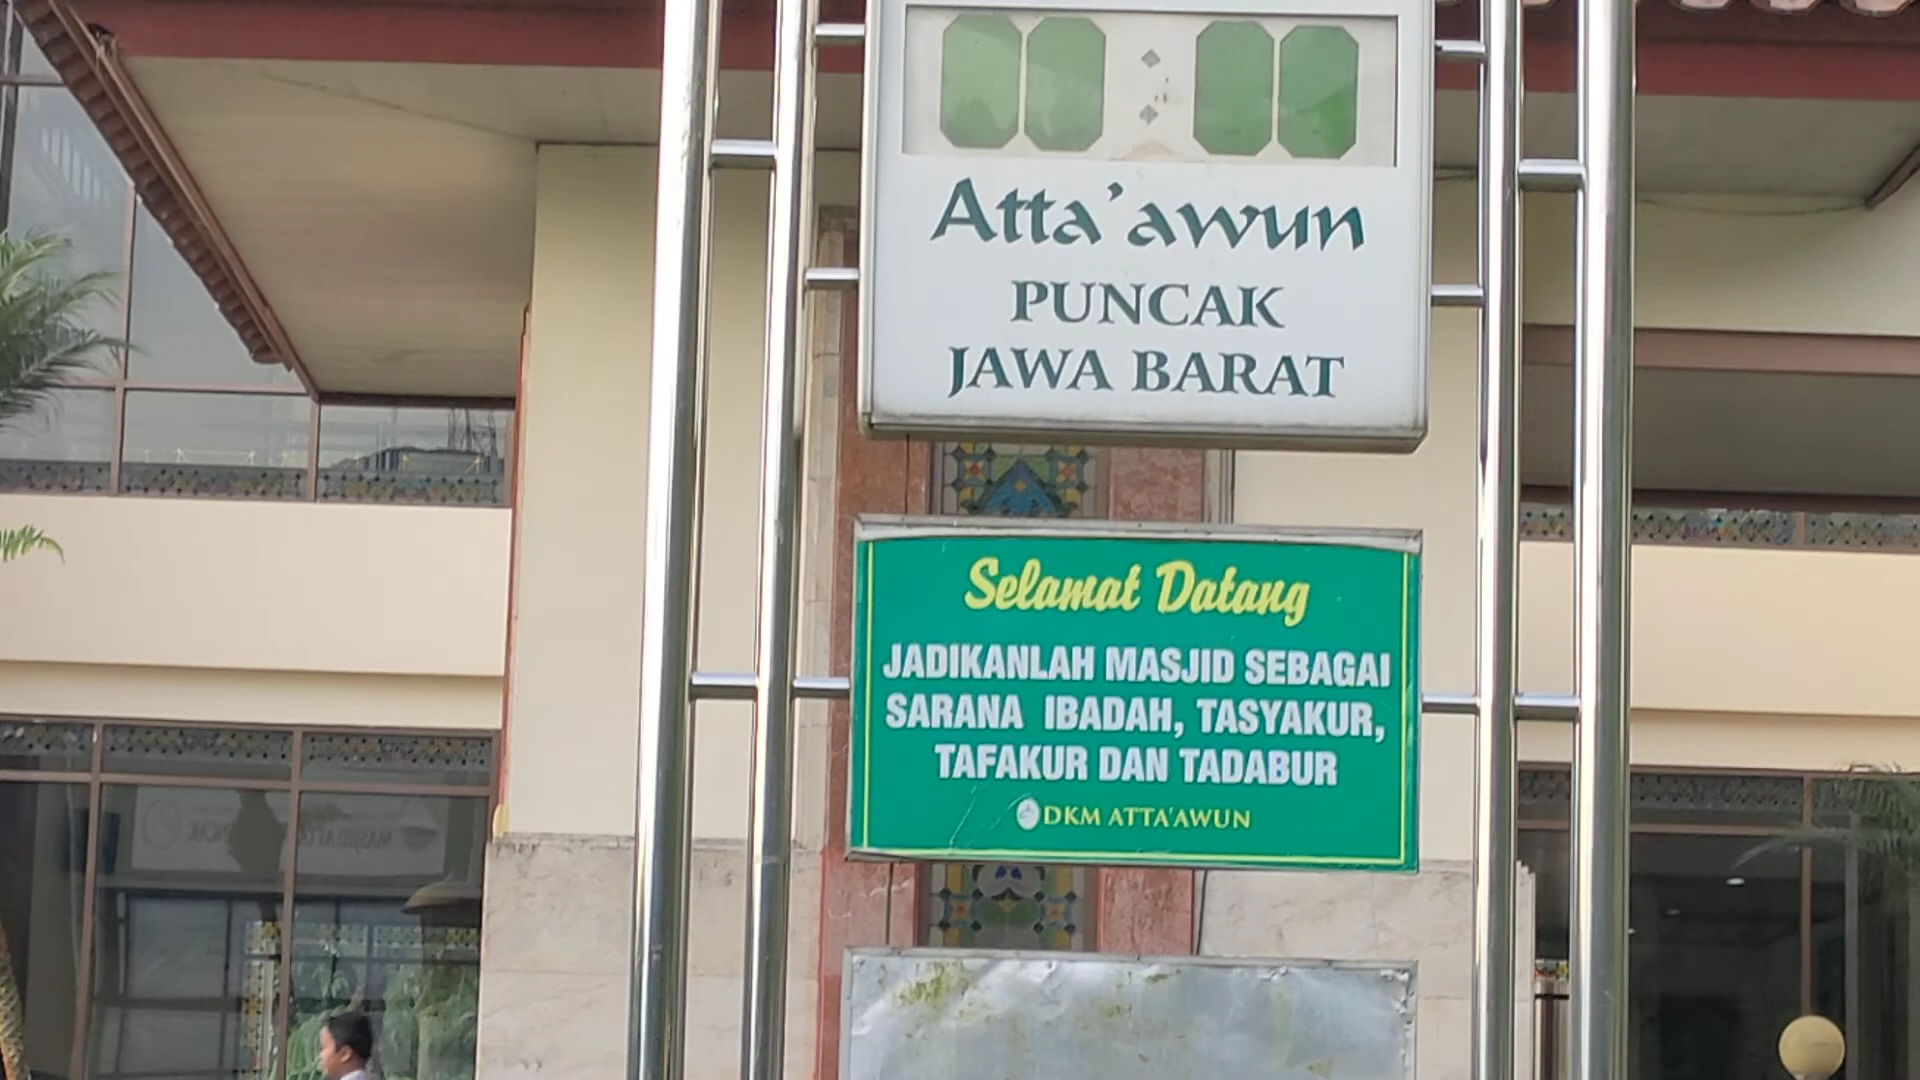 Atta'awun
PUNCAK
JAWA BARAT
Selamat Datang
JADIKANLAH MASJID SEBAGAI
SARANA IBADAH, TASYAKUR,
TAFAKUR DAN TADABUR
DKM ATTA'AWUN